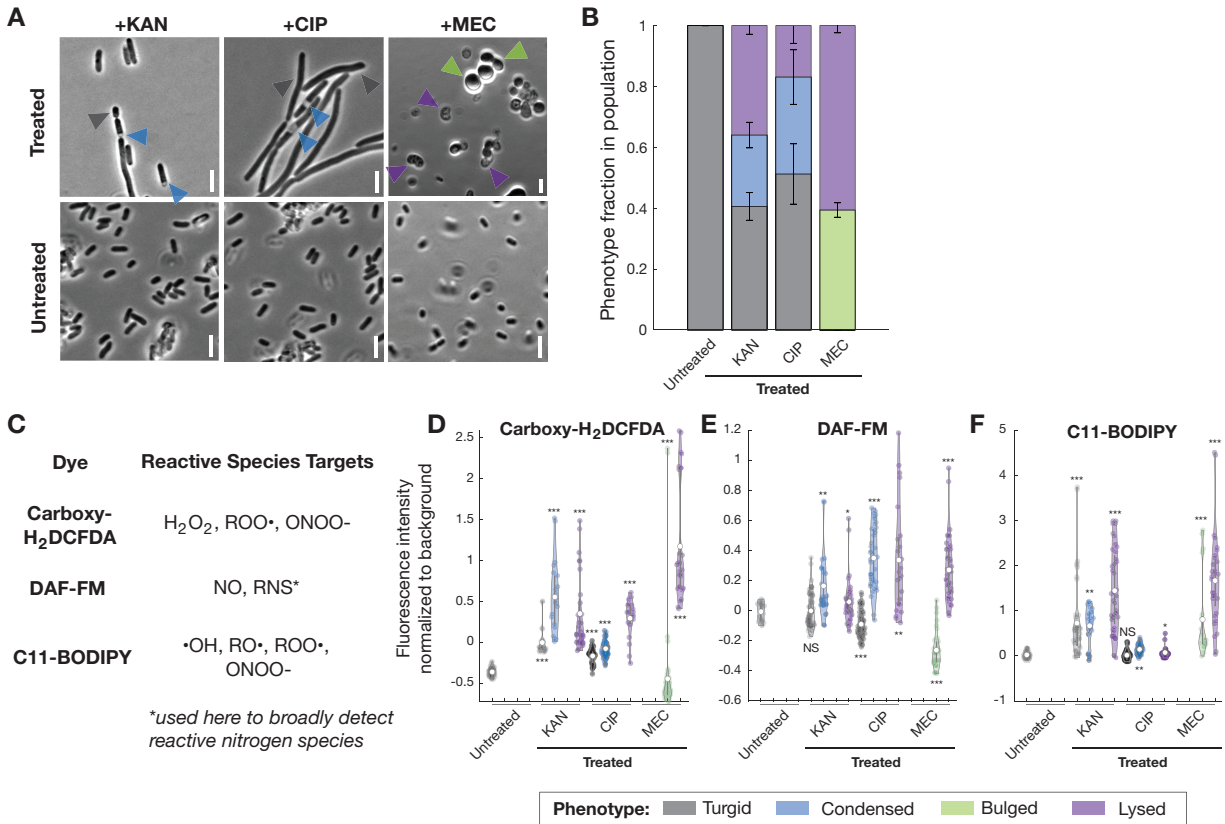 A
+KAN
+CIP
+MEC
Treated
Untreated
B
Phenotype fraction in population
1
0.8
0.6
0.4
0.2
0
Untreated
KAN
CIP
MEC
Treated
C
Dye
Reactive Species Targets
Carboxy-
H₂DCFDA
H₂O₂, ROO•, ONOO-
DAF-FM
NO, RNS*
C11-BODIPY
•OH, RO•, ROO•,
ONOO-
*used here to broadly detect
reactive nitrogen species
D
Carboxy-H₂DCFDA
Fluorescence intensity
normalized to background
2.5
2
1.5
1
0.5
0
-0.5
***
***
***
***
***
***
***
***
Untreated
KAN
CIP
MEC
Treated
E
DAF-FM
1.2
1
0.8
0.6
0.4
0.2
0
-0.2
-0.4
-0.6
NS
**
*
***
***
**
***
***
Untreated
KAN
CIP
MEC
Treated
F
C11-BODIPY
5
4
3
2
1
0
-1
***
**
***
NS
**
*
***
***
Untreated
KAN
CIP
MEC
Treated
Phenotype:
Turgid
Condensed
Bulged
Lysed